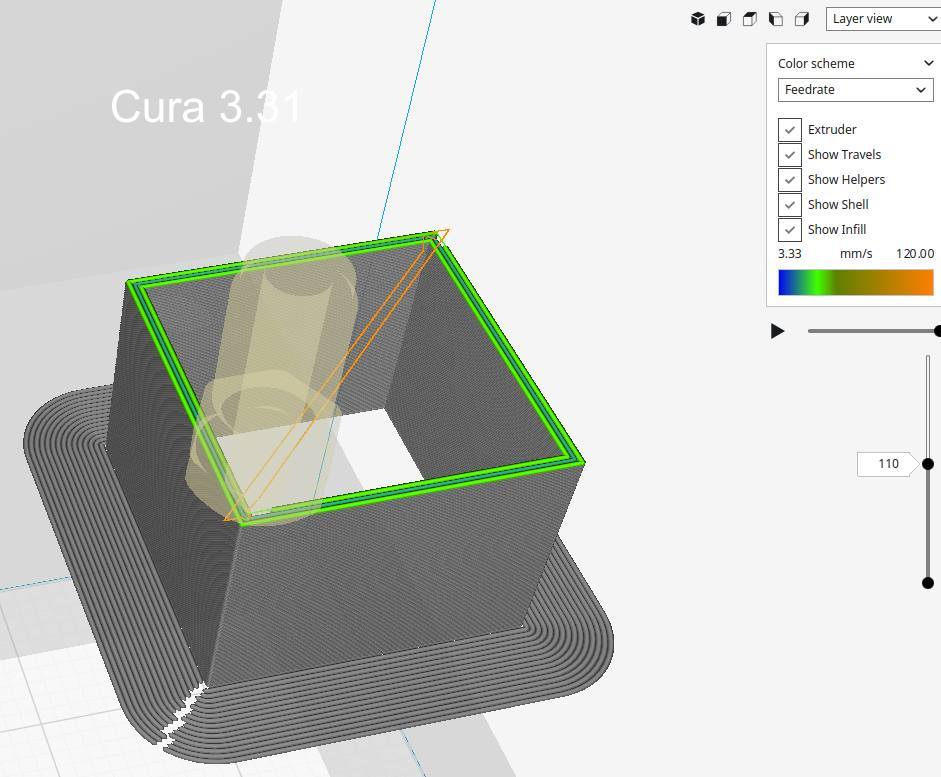 Layer view
Color scheme
Feedrate
Cura 3.31
Extruder
Show Travels
Show Helpers
Show Shell
Show Infill
3.33 mm/s 120.00
110